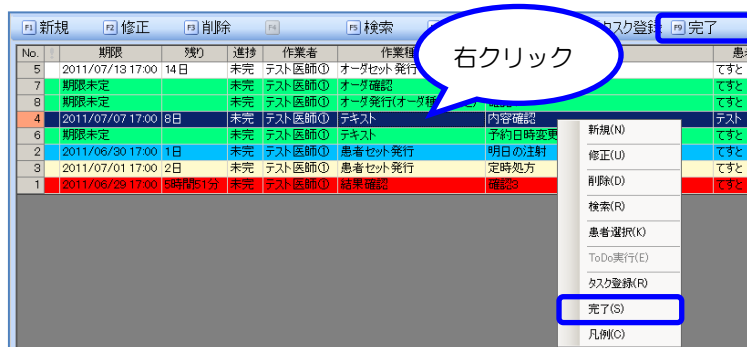 F1 新規 F2 修正 F3 削除 F4 F5 検索 タスク登録 F9 完了
右クリック
No. ! 期限 残り 進捗 作業者 作業種
5 2011/07/13 17:00 14日 未完 テスト医師① オーダセット発行 てすと
7 期限未定 未完 テスト医師① オーダ確認 てすと
8 期限未定 未完 テスト医師① オーダ発行(オーダ種 てすと
4 2011/07/07 17:00 8日 未完 テスト医師① テキスト 内容確認 テスト
6 期限未定 未完 テスト医師① テキスト 予約日時変更 てすと
2 2011/06/30 17:00 1日 未完 テスト医師① 患者セット発行 明日の注射 てすと
3 2011/07/01 17:00 2日 未完 テスト医師① 患者セット発行 定時処方 てすと
1 2011/06/29 17:00 5時間51分 未完 テスト医師① 結果確認 確認3 てすと
新規(N)
修正(U)
削除(D)
検索(R)
患者選択(K)
ToDo実行(E)
タスク登録(R)
完了(S)
凡例(C)